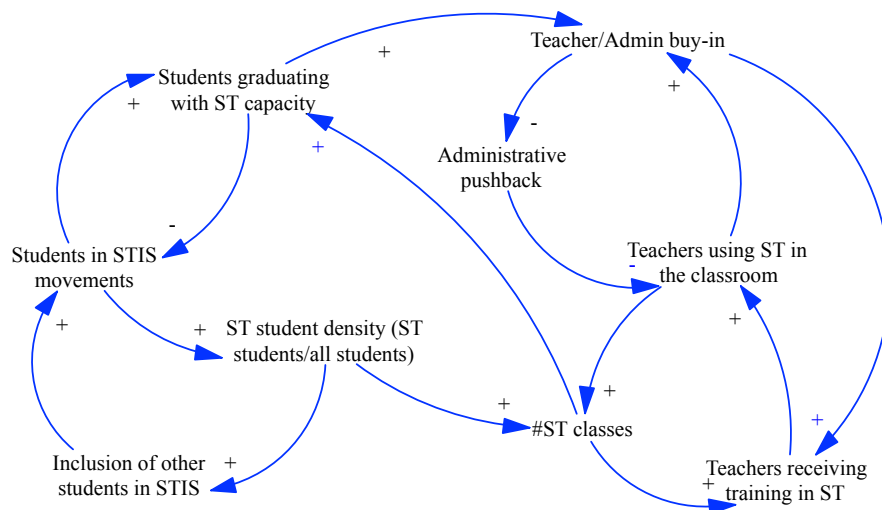 Teacher/Admin buy-in
+
Students graduating
with ST capacity
+
+
+
-
Administrative
pushback
+
-
Students in STIS
movements
Teachers using ST in
the classroom
-
+
+
ST student density (ST
students/all students)
+
+
+
#ST classes
+
Inclusion of other
students in STIS
+
+
Teachers receiving
training in ST